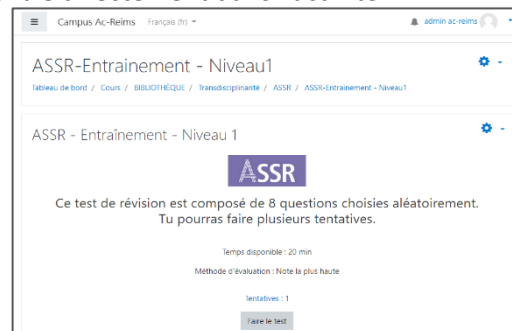 Campus Ac-Reims Français (fr)
admin ac-reims
ASSR-Entrainement - Niveau1
Tableau de bord / Cours / BIBLIOTHÈQUE / Transdisciplinarité / ASSR / ASSR-Entrainement - Niveau1
ASSR - Entraînement - Niveau 1
ASSR
Ce test de révision est composé de 8 questions choisies aléatoirement.
Tu pourras faire plusieurs tentatives.
Temps disponible : 20 min
Méthode d'évaluation : Note la plus haute
Tentatives : 1
Faire le test